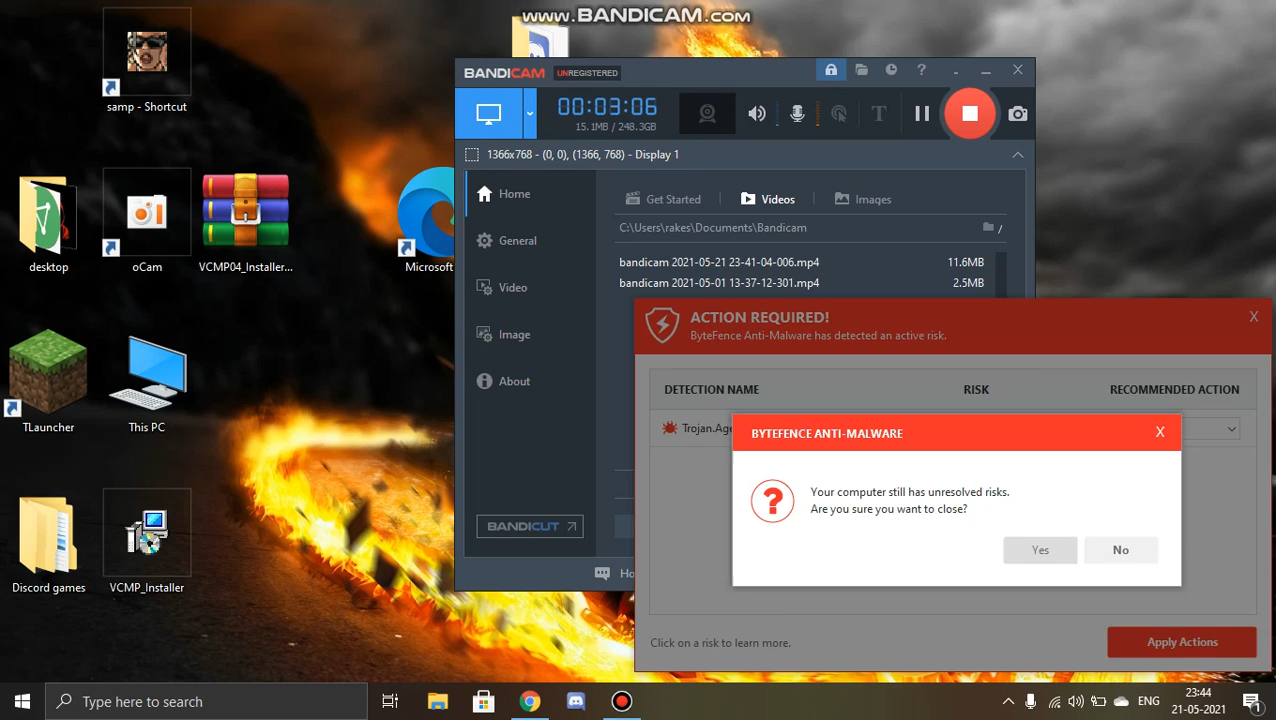 www.BANDICAM.com
BANDICAM UNREGISTERED
samp - Shortcut
00:03:06
15.1MB / 248.3GB
T
1366x768 - (0, 0), (1366, 768) - Display 1
Home
Get Started
Videos
Images
C:\Users\rakes\Documents\Bandicam
/
General
desktop
oCam
VCMP04_Installer...
Microsoft
bandicam 2021-05-21 23-41-04-006.mp4 11.6MB
bandicam 2021-05-01 13-37-12-301.mp4 2.5MB
Video
Image
About
ACTION REQUIRED!
X
ByteFence Anti-Malware has detected an active risk.
DETECTION NAME RISK RECOMMENDED ACTION
TLauncher
This PC
Trojan.Age
BYTEFENCE ANTI-MALWARE X
Your computer still has unresolved risks.
Are you sure you want to close?
Yes No
BANDICUT
Ho
Discord games
VCMP_Installer
Click on a risk to learn more.
Apply Actions
Type here to search
ENG
23:44
21-05-2021
1